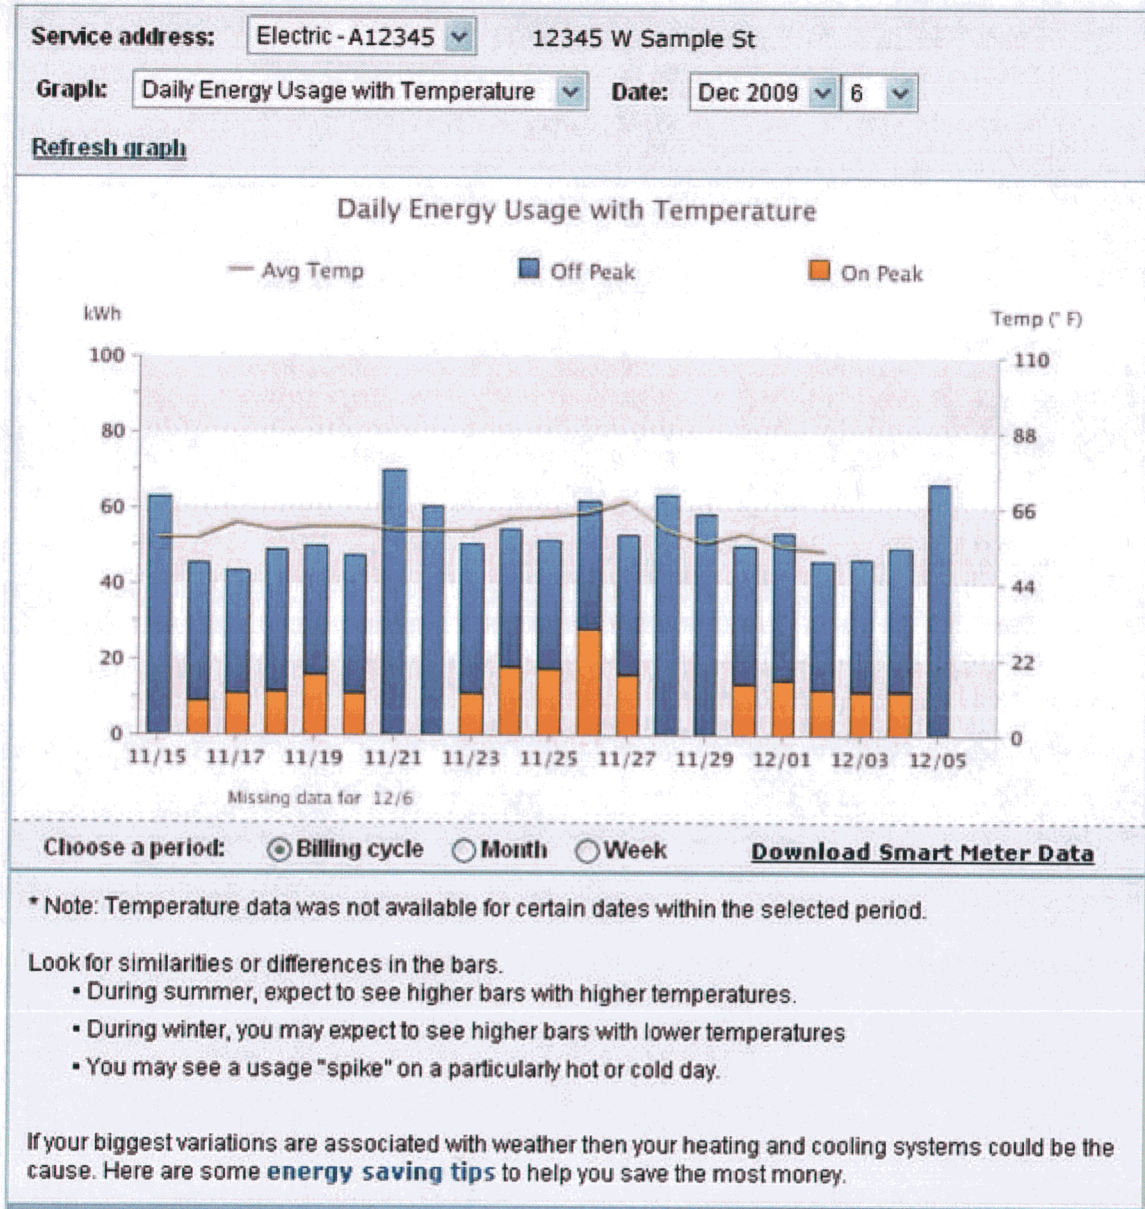 Service address: Electric - A12345 12345 W Sample St
Graph: Daily Energy Usage with Temperature Date: Dec 2009 6
Refresh graph
Daily Energy Usage with Temperature
Avg Temp Off Peak On Peak
kWh Temp (° F)
100 110
80 88
60 66
40 44
20 22
0 0
11/15 11/17 11/19 11/21 11/23 11/25 11/27 11/29 12/01 12/03 12/05
Missing data for 12/6
Choose a period: Billing cycle Month Week Download Smart Meter Data
* Note: Temperature data was not available for certain dates within the selected period.
Look for similarities or differences in the bars.
▪ During summer, expect to see higher bars with higher temperatures.
▪ During winter, you may expect to see higher bars with lower temperatures
▪ You may see a usage "spike" on a particularly hot or cold day.
If your biggest variations are associated with weather then your heating and cooling systems could be the
cause. Here are some energy saving tips to help you save the most money.